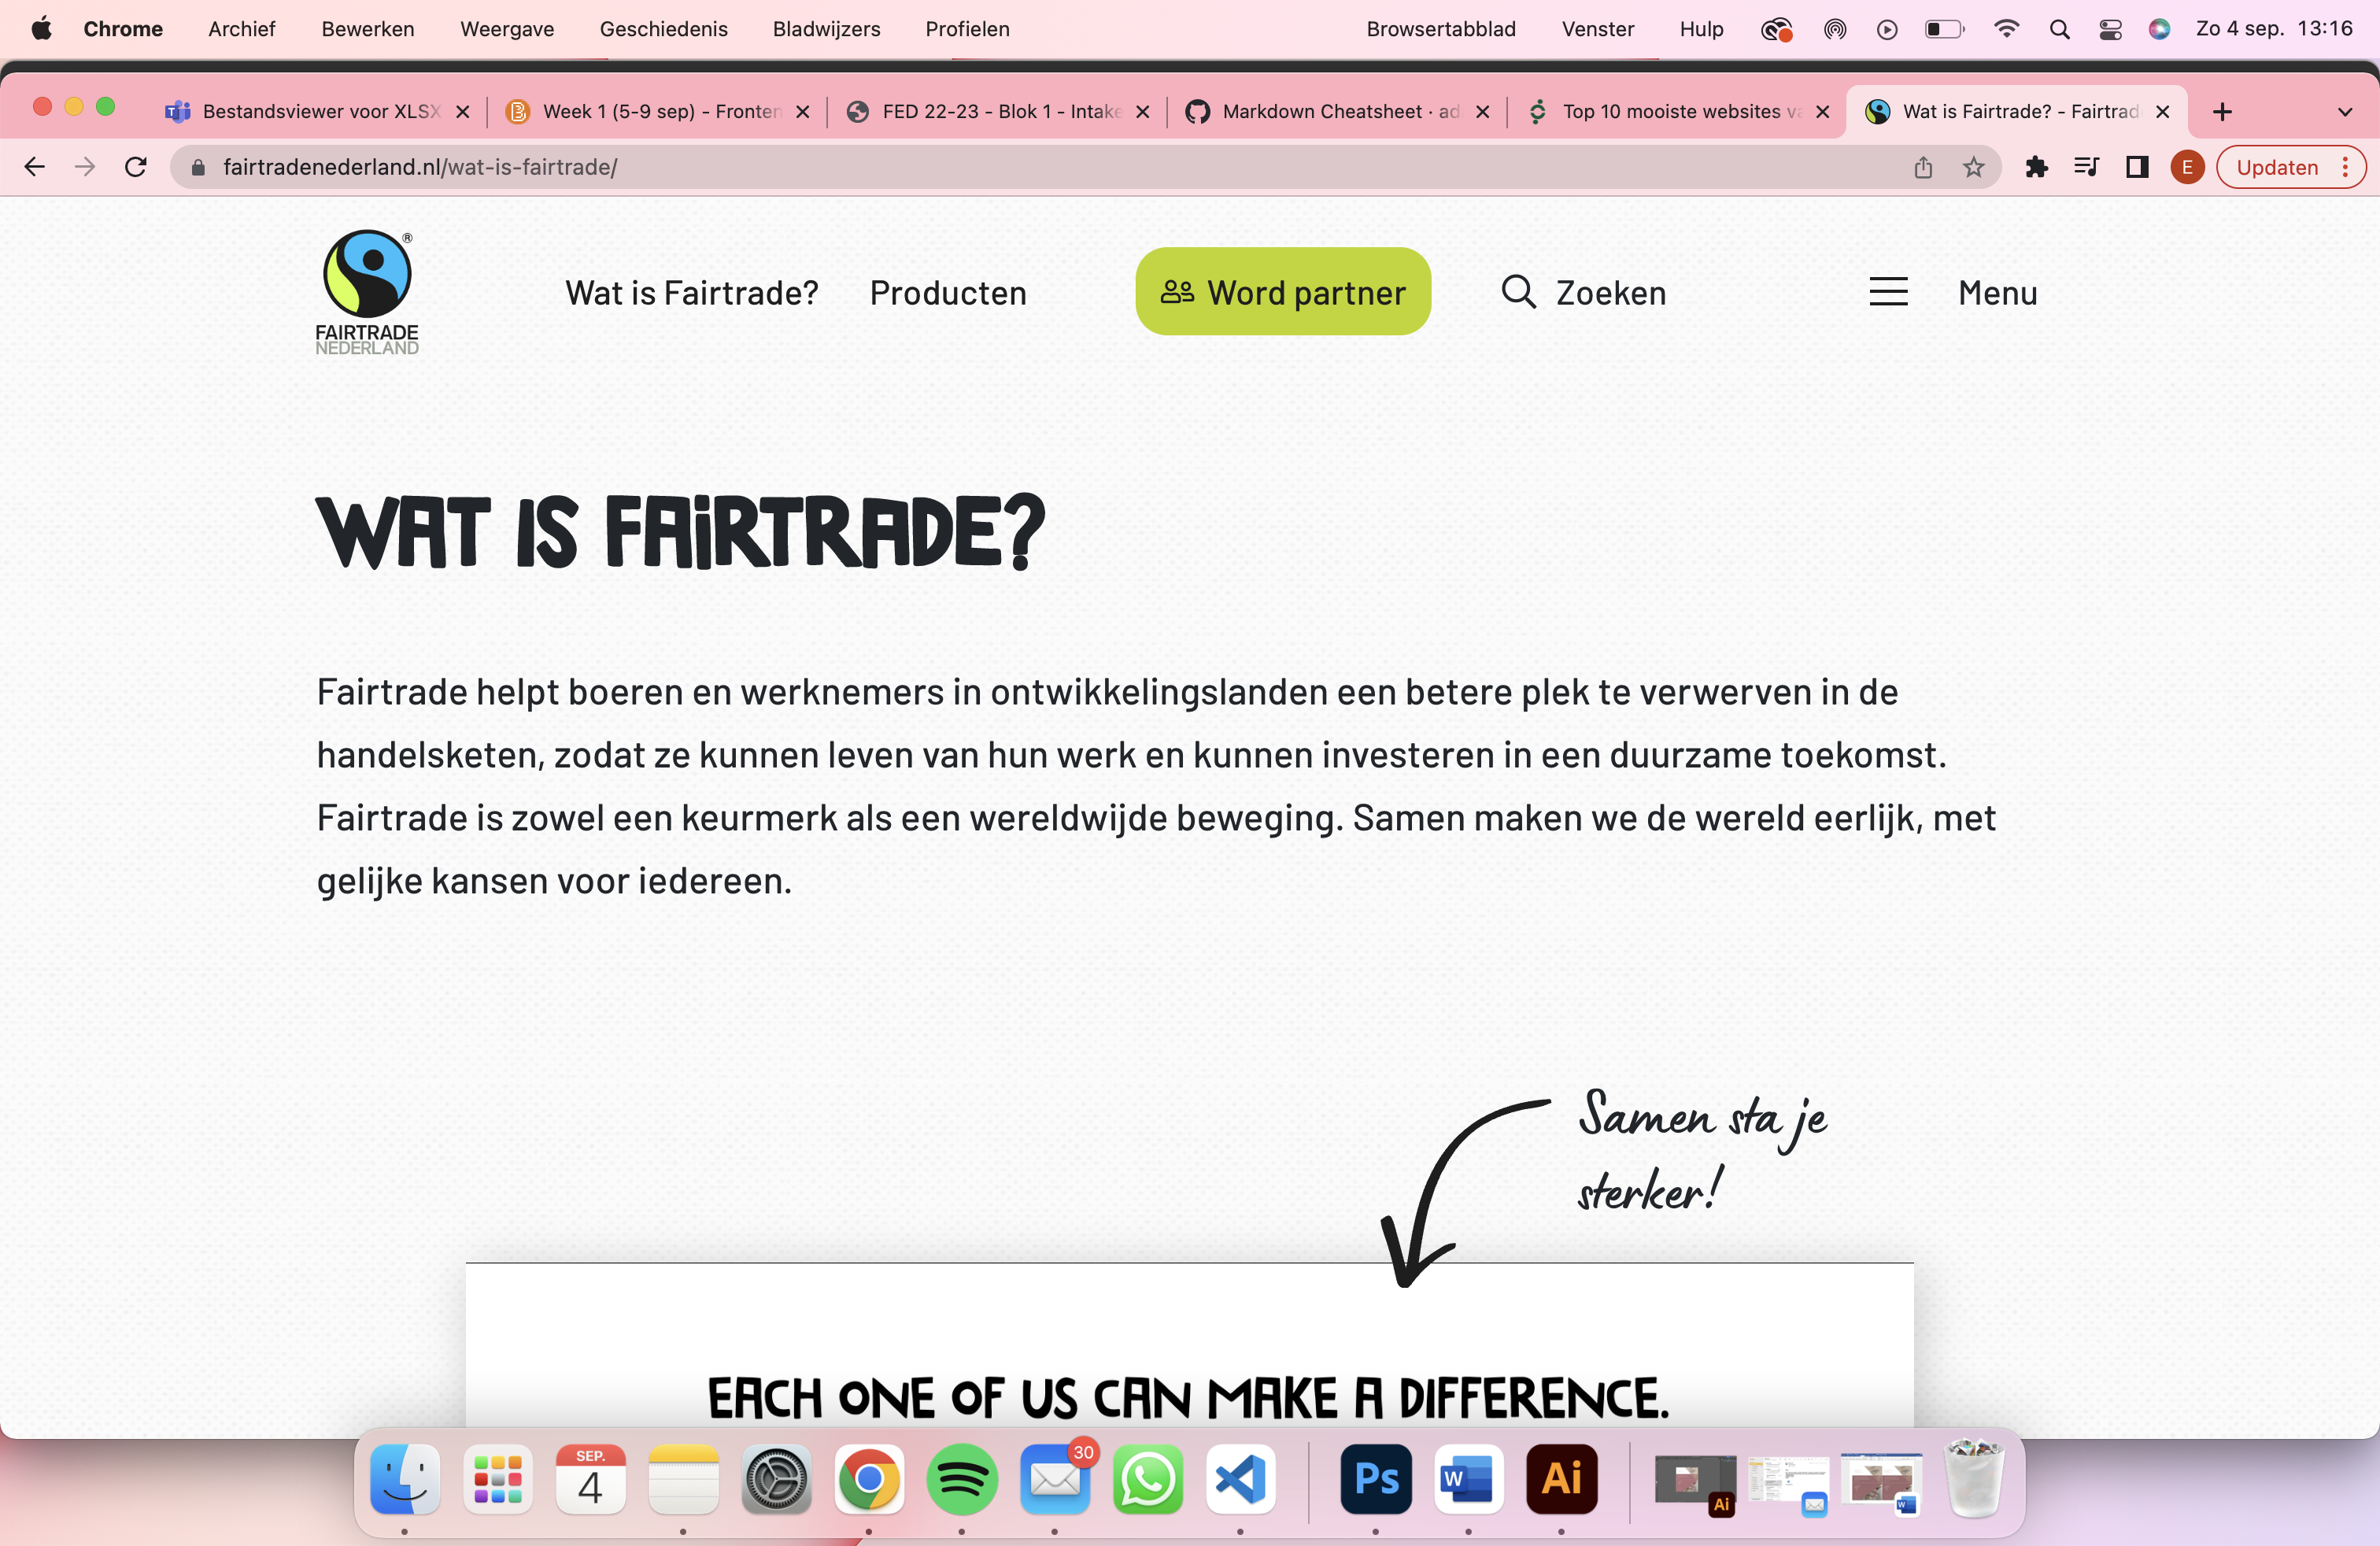 Chrome Archief Bewerken Weergave Geschiedenis Bladwijzers Profielen Browsertabblad Venster Hulp Zo 4 sep. 13:16
Bestandsviewer voor XLSX Week 1 (5-9 sep) - Fronten FED 22-23 - Blok 1 - Intake Markdown Cheatsheet · ad Top 10 mooiste websites va Wat is Fairtrade? - Fairtrad
fairtradenederland.nl/wat-is-fairtrade/ E Updaten
®
FAIRTRADE
NEDERLAND
Wat is Fairtrade? Producten Word partner Zoeken Menu
WAT IS FAIRTRADE?
Fairtrade helpt boeren en werknemers in ontwikkelingslanden een betere plek te verwerven in de
handelsketen, zodat ze kunnen leven van hun werk en kunnen investeren in een duurzame toekomst.
Fairtrade is zowel een keurmerk als een wereldwijde beweging. Samen maken we de wereld eerlijk, met
gelijke kansen voor iedereen.
Samen sta je
sterker!
EACH ONE OF US CAN MAKE A DIFFERENCE.
SEP.
4
30
Ps
W
Ai
Ai
W